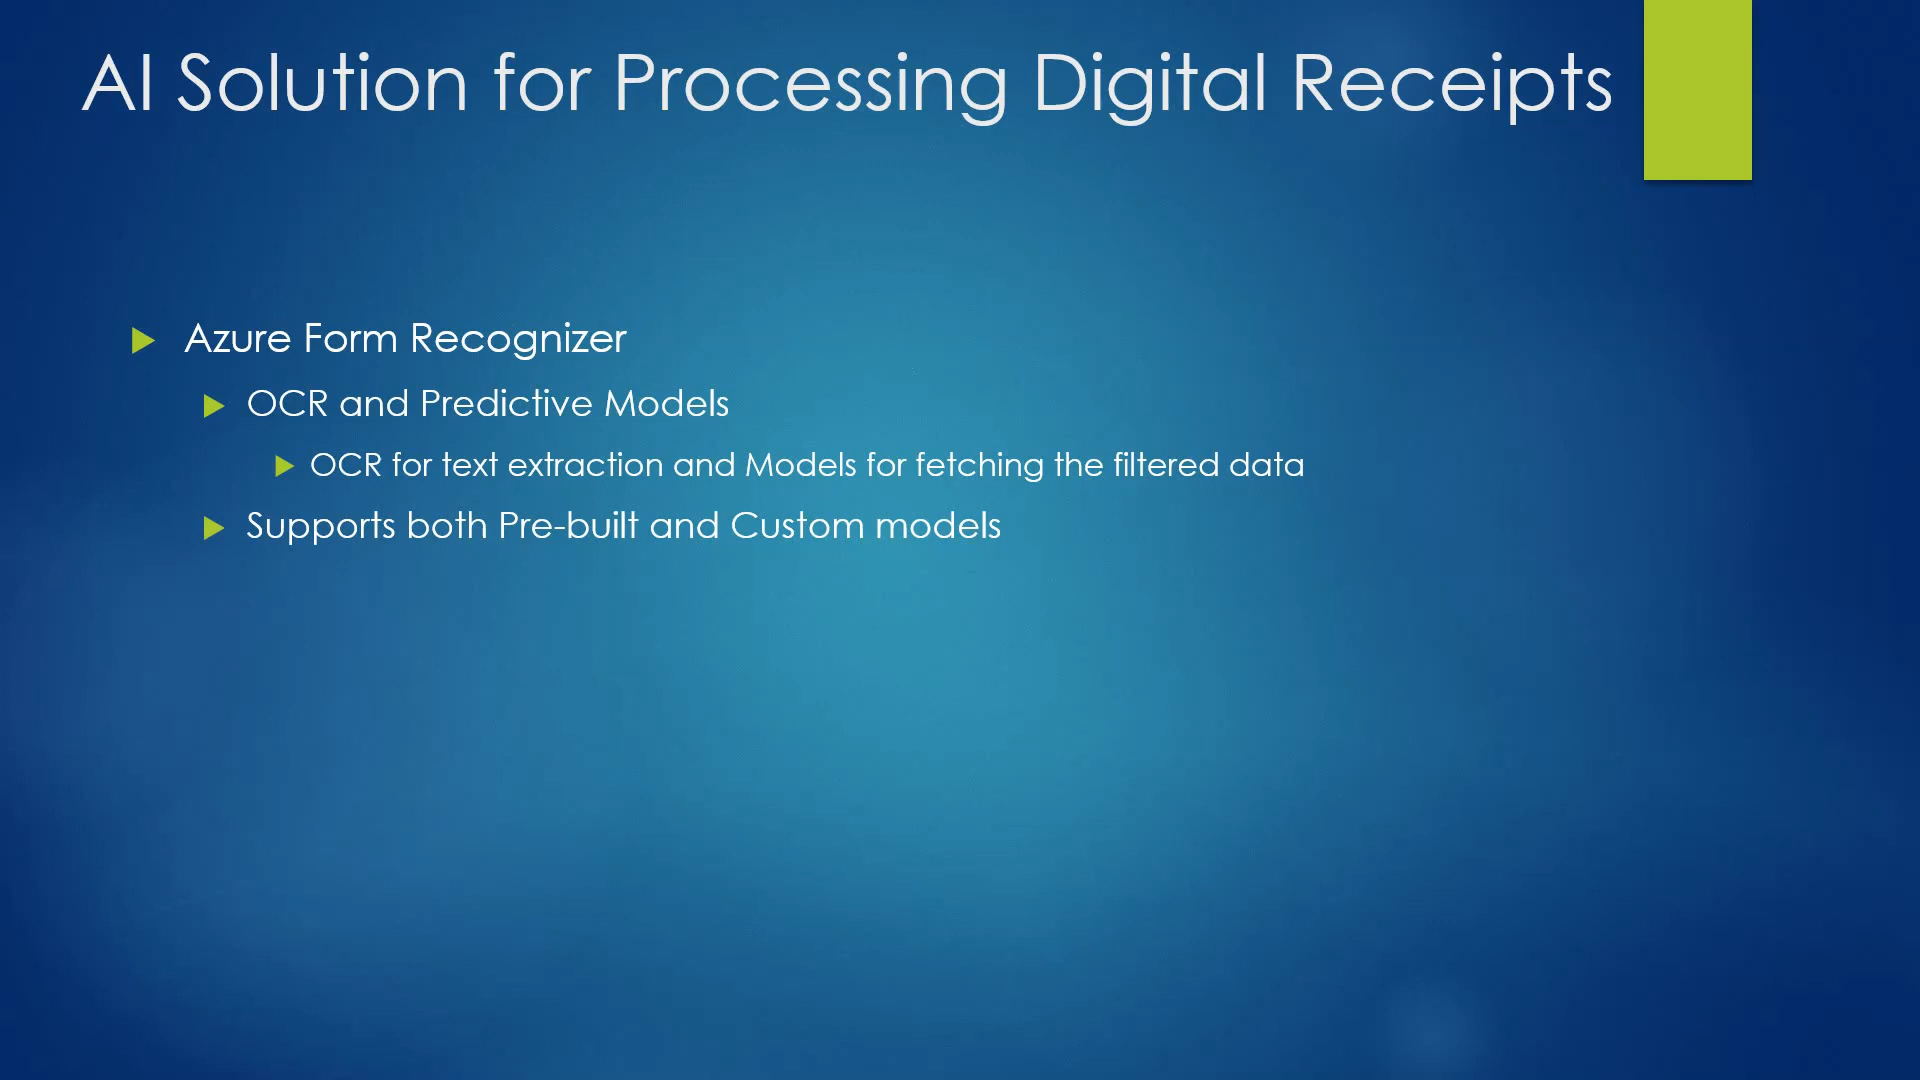 AI Solution for Processing Digital Receipts
Azure Form Recognizer
OCR and Predictive Models
OCR for text extraction and Models for fetching the filtered data
Supports both Pre-built and Custom models